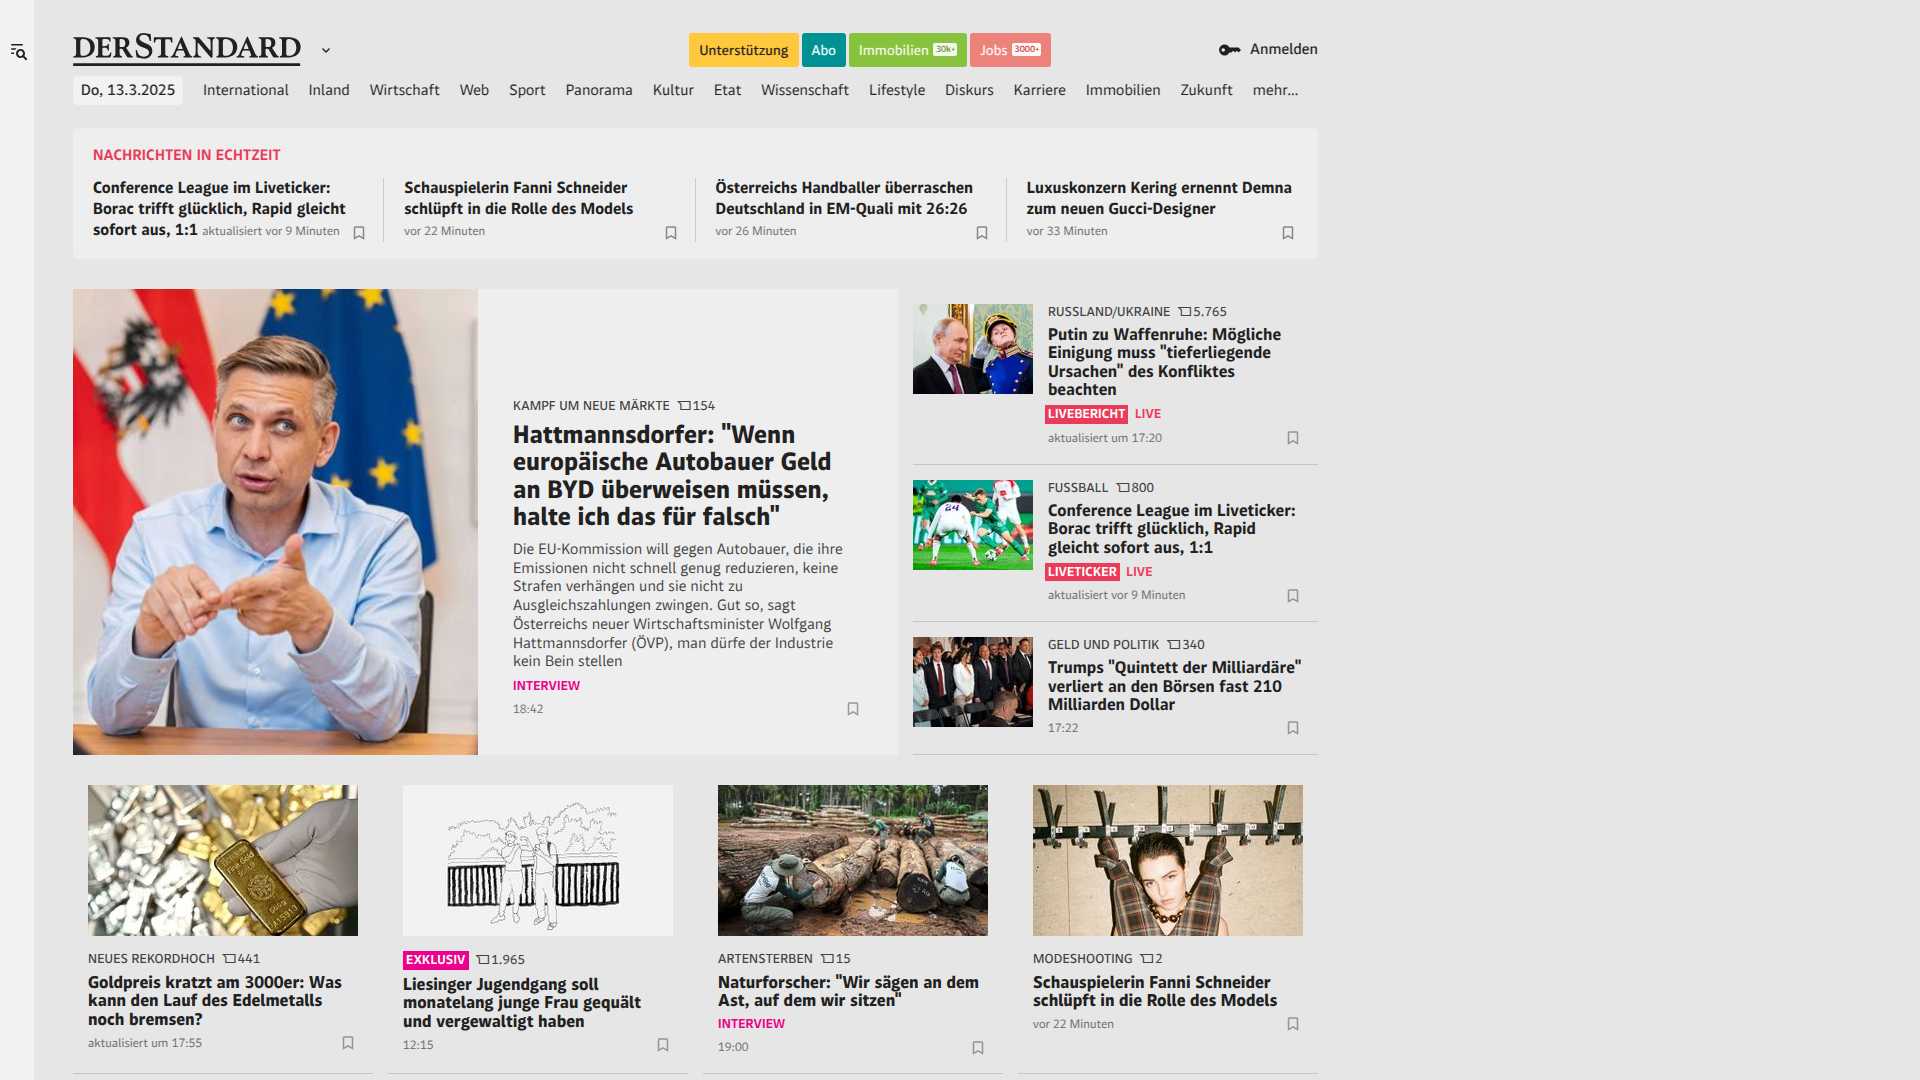 DERSTANDARD
Unterstützung Abo Immobilien 30k+ Jobs 3000+
Anmelden
Do, 13.3.2025 International Inland Wirtschaft Web Sport Panorama Kultur Etat Wissenschaft Lifestyle Diskurs Karriere Immobilien Zukunft mehr...
NACHRICHTEN IN ECHTZEIT
Conference League im Liveticker:
Borac trifft glücklich, Rapid gleicht
sofort aus, 1:1 aktualisiert vor 9 Minuten
Schauspielerin Fanni Schneider
schlüpft in die Rolle des Models
vor 22 Minuten
Österreichs Handballer überraschen
Deutschland in EM-Quali mit 26:26
vor 26 Minuten
Luxuskonzern Kering ernennt Demna
zum neuen Gucci-Designer
vor 33 Minuten
KAMPF UM NEUE MÄRKTE 154
Hattmannsdorfer: "Wenn
europäische Autobauer Geld
an BYD überweisen müssen,
halte ich das für falsch"
Die EU-Kommission will gegen Autobauer, die ihre
Emissionen nicht schnell genug reduzieren, keine
Strafen verhängen und sie nicht zu
Ausgleichszahlungen zwingen. Gut so, sagt
Österreichs neuer Wirtschaftsminister Wolfgang
Hattmannsdorfer (ÖVP), man dürfe der Industrie
kein Bein stellen
INTERVIEW
18:42
RUSSLAND/UKRAINE 5.765
Putin zu Waffenruhe: Mögliche
Einigung muss "tieferliegende
Ursachen" des Konfliktes
beachten
LIVEBERICHT LIVE
aktualisiert um 17:20
FUSSBALL 800
Conference League im Liveticker:
Borac trifft glücklich, Rapid
gleicht sofort aus, 1:1
LIVETICKER LIVE
aktualisiert vor 9 Minuten
GELD UND POLITIK 340
Trumps "Quintett der Milliardäre"
verliert an den Börsen fast 210
Milliarden Dollar
17:22
NEUES REKORDHOCH 441
Goldpreis kratzt am 3000er: Was
kann den Lauf des Edelmetalls
noch bremsen?
aktualisiert um 17:55
EXKLUSIV 1.965
Liesinger Jugendgang soll
monatelang junge Frau gequält
und vergewaltigt haben
12:15
ARTENSTERBEN 15
Naturforscher: "Wir sägen an dem
Ast, auf dem wir sitzen"
INTERVIEW
19:00
MODESHOOTING 2
Schauspielerin Fanni Schneider
schlüpft in die Rolle des Models
vor 22 Minuten